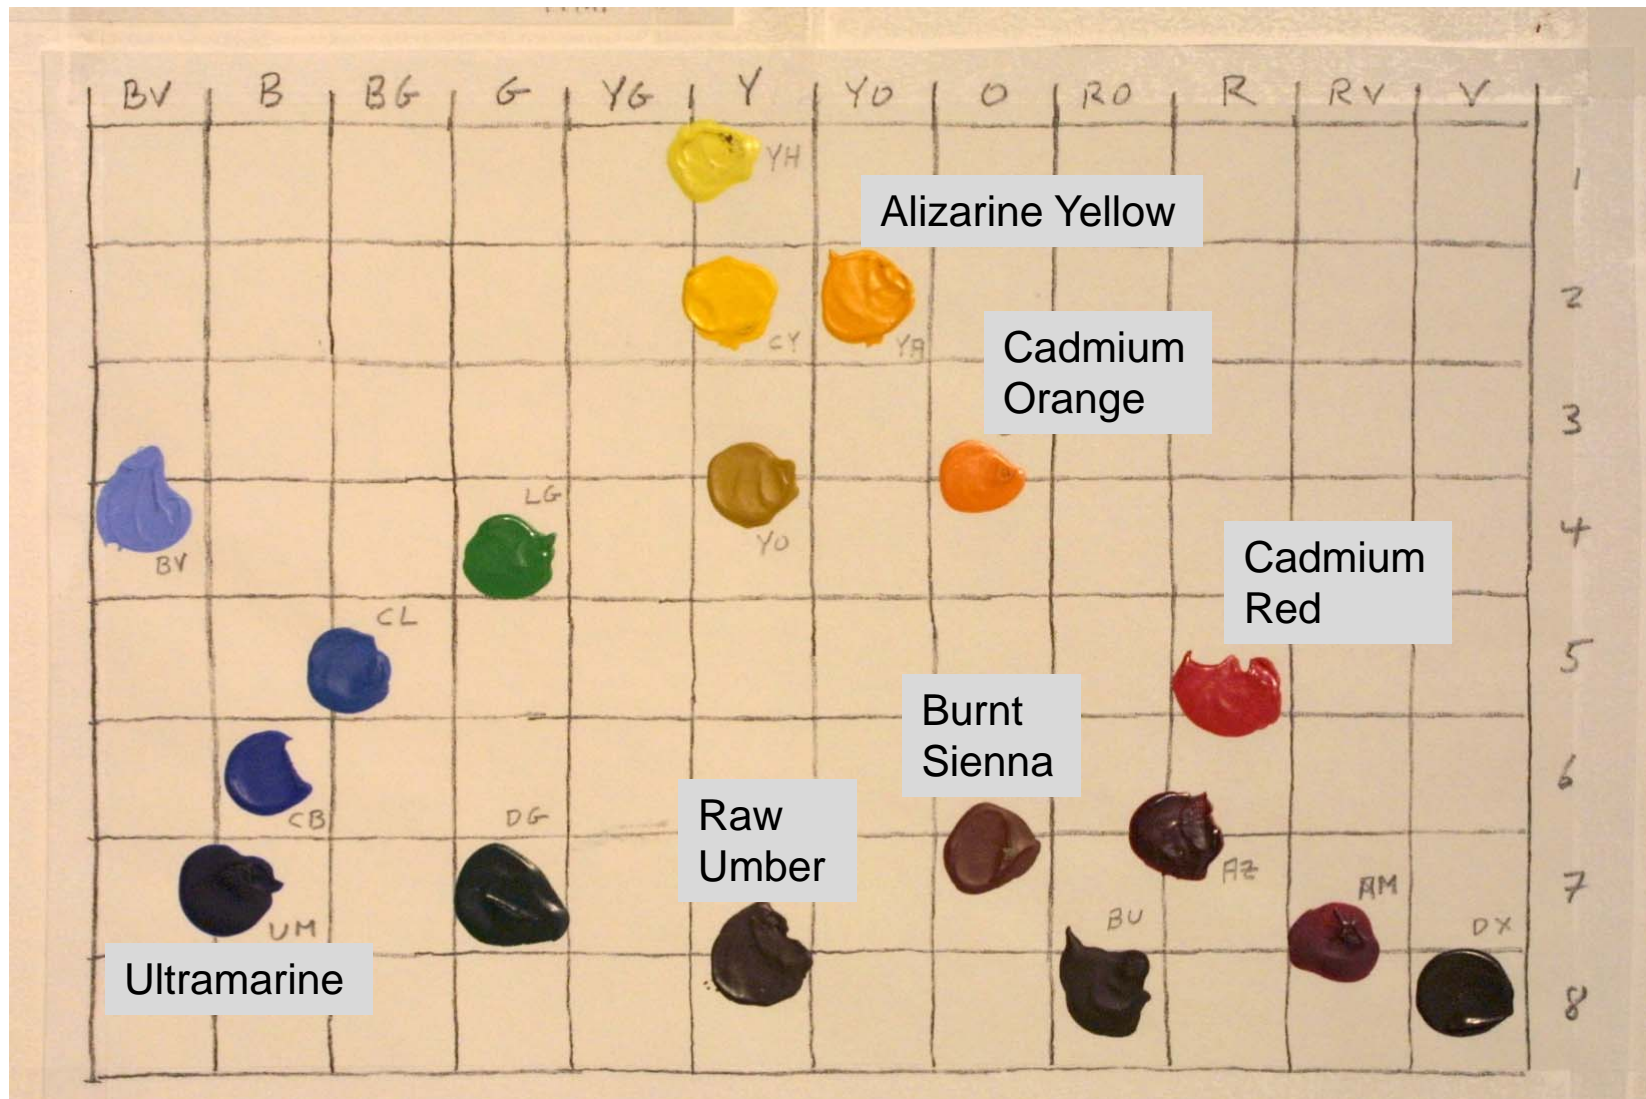 BV B BG G YG Y YO O RO R RV V
YH
1
Alizarine Yellow
2
CY
YA
Cadmium
Orange
3
LG
4
BV
YO
Cadmium
Red
CL
5
Burnt
Sienna
6
CB
DG
Raw
Umber
AZ
AM
7
UM
BU
DX
Ultramarine
8